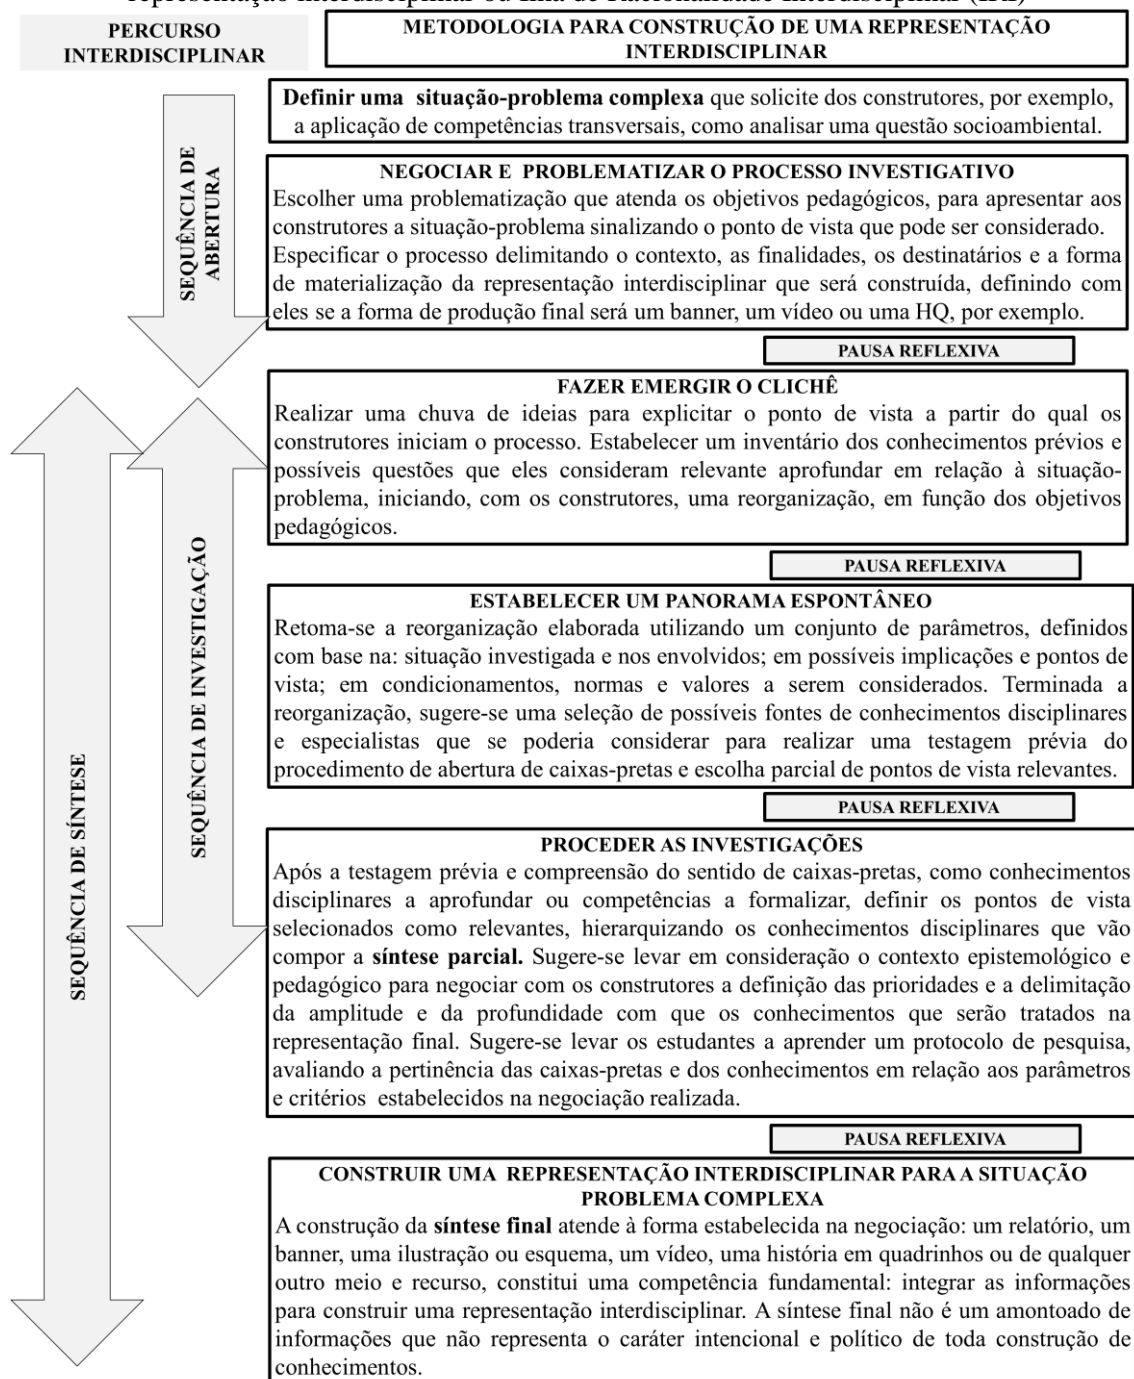 representação interdisciplinar ou Ilha de Racionalidade Interdisciplinar (IRI)
PERCURSO
INTERDISCIPLINAR
METODOLOGIA PARA CONSTRUÇÃO DE UMA REPRESENTAÇÃO
INTERDISCIPLINAR
SEQUÊNCIA DE
ABERTURA
Definir uma situação-problema complexa que solicite dos construtores, por exemplo,
a aplicação de competências transversais, como analisar uma questão socioambiental.
NEGOCIAR E PROBLEMATIZAR O PROCESSO INVESTIGATIVO
Escolher uma problematização que atenda os objetivos pedagógicos, para apresentar aos
construtores a situação-problema sinalizando o ponto de vista que pode ser considerado.
Especificar o processo delimitando o contexto, as finalidades, os destinatários e a forma
de materialização da representação interdisciplinar que será construída, definindo com
eles se a forma de produção final será um banner, um vídeo ou uma HQ, por exemplo.
PAUSA REFLEXIVA
SEQUÊNCIA DE SÍNTESE
SEQUÊNCIA DE INVESTIGAÇÃO
FAZER EMERGIR O CLICHÊ
Realizar uma chuva de ideias para explicitar o ponto de vista a partir do qual os
construtores iniciam o processo. Estabelecer um inventário dos conhecimentos prévios e
possíveis questões que eles consideram relevante aprofundar em relação à situação-
problema, iniciando, com os construtores, uma reorganização, em função dos objetivos
pedagógicos.
PAUSA REFLEXIVA
ESTABELECER UM PANORAMA ESPONTÂNEO
Retoma-se a reorganização elaborada utilizando um conjunto de parâmetros, definidos
com base na: situação investigada e nos envolvidos; em possíveis implicações e pontos de
vista; em condicionamentos, normas e valores a serem considerados. Terminada a
reorganização, sugere-se uma seleção de possíveis fontes de conhecimentos disciplinares
e especialistas que se poderia considerar para realizar uma testagem prévia do
procedimento de abertura de caixas-pretas e escolha parcial de pontos de vista relevantes.
PAUSA REFLEXIVA
PROCEDER AS INVESTIGAÇÕES
Após a testagem prévia e compreensão do sentido de caixas-pretas, como conhecimentos
disciplinares a aprofundar ou competências a formalizar, definir os pontos de vista
selecionados como relevantes, hierarquizando os conhecimentos disciplinares que vão
compor a síntese parcial. Sugere-se levar em consideração o contexto epistemológico e
pedagógico para negociar com os construtores a definição das prioridades e a delimitação
da amplitude e da profundidade com que os conhecimentos que serão tratados na
representação final. Sugere-se levar os estudantes a aprender um protocolo de pesquisa,
avaliando a pertinência das caixas-pretas e dos conhecimentos em relação aos parâmetros
e critérios estabelecidos na negociação realizada.
PAUSA REFLEXIVA
CONSTRUIR UMA REPRESENTAÇÃO INTERDISCIPLINAR PARA A SITUAÇÃO
PROBLEMA COMPLEXA
A construção da síntese final atende à forma estabelecida na negociação: um relatório, um
banner, uma ilustração ou esquema, um vídeo, uma história em quadrinhos ou de qualquer
outro meio e recurso, constitui uma competência fundamental: integrar as informações
para construir uma representação interdisciplinar. A síntese final não é um amontoado de
informações que não representa o caráter intencional e político de toda construção de
conhecimentos.